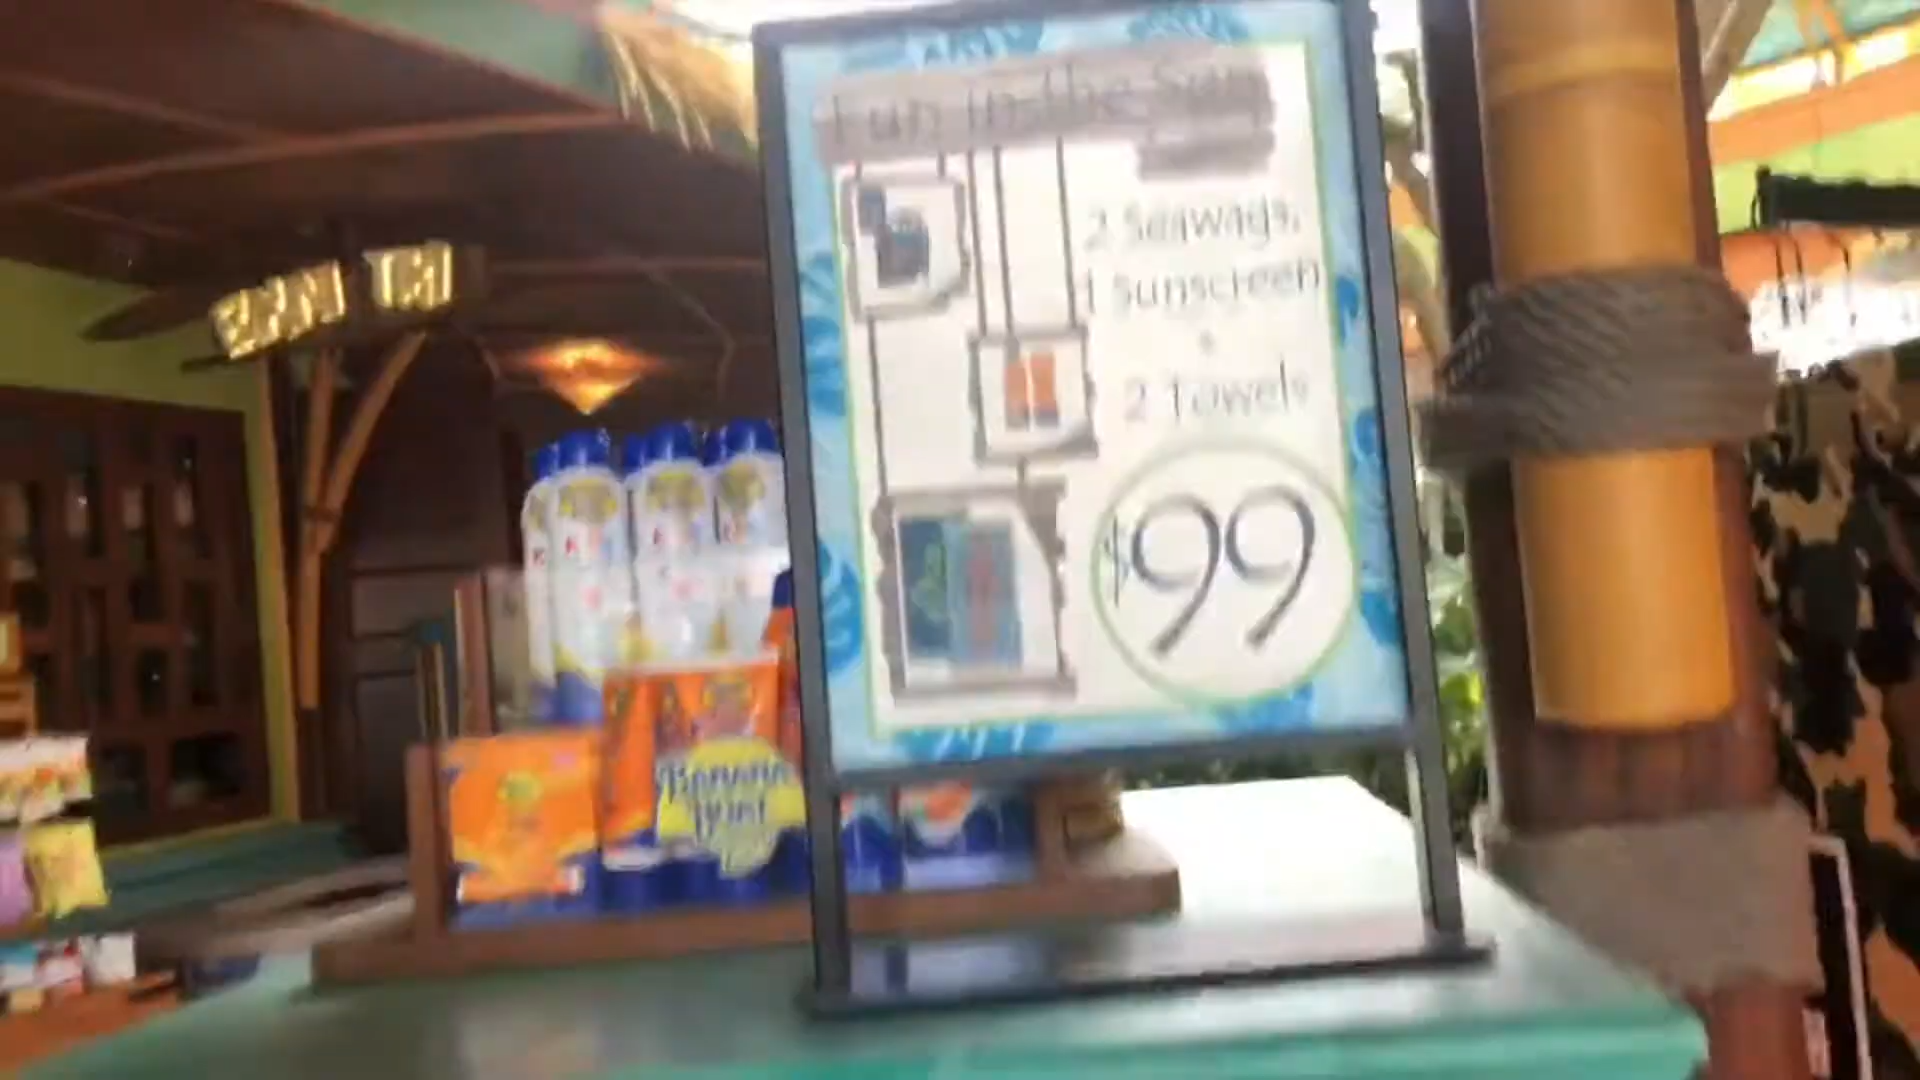 Fun in the Sun
2 Seawags,
1 Sunscreen
+
2 Towels
$99
Banana
Boat